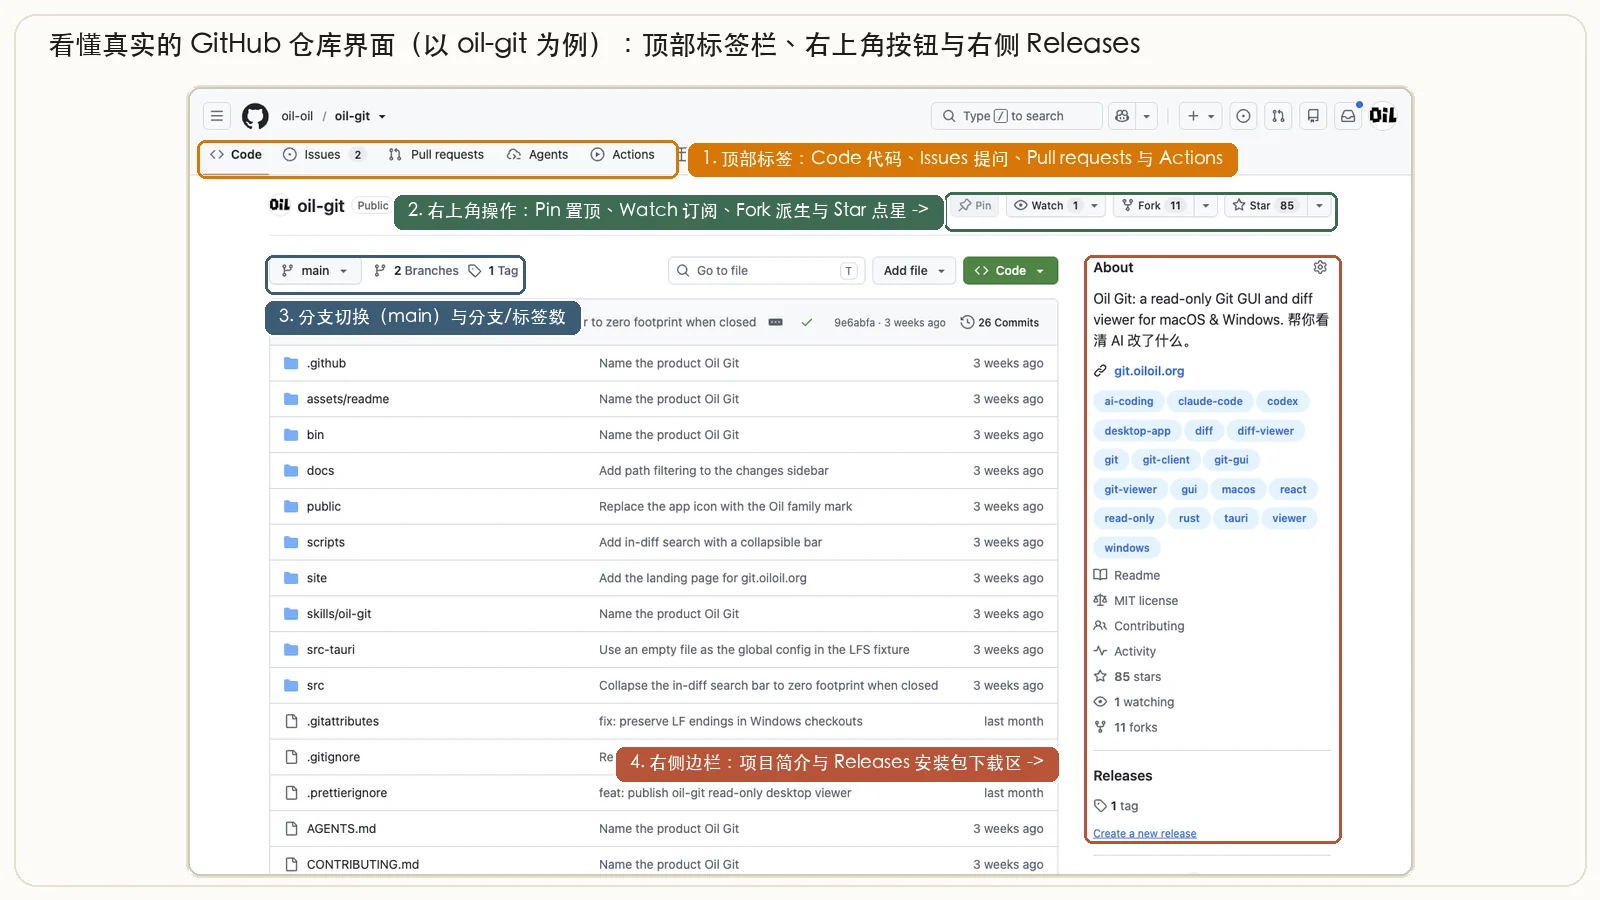 看懂真实的 GitHub 仓库界面（以 oil-git 为例）：顶部标签栏、右上角按钮与右侧 Releases
oil-oil / oil-git
Type / to search
OiL
Code Issues 2 Pull requests Agents Actions
1. 顶部标签：Code 代码、Issues 提问、Pull requests 与 Actions
OiL oil-git Public
2. 右上角操作：Pin 置顶、Watch 订阅、Fork 派生与 Star 点星 ->
Pin Watch 1 Fork 11 Star 85
main 2 Branches 1 Tag
Go to file T
Add file
Code
3. 分支切换（main）与分支/标签数
r to zero footprint when closed
9e6abfa · 3 weeks ago
26 Commits
.github Name the product Oil Git 3 weeks ago
assets/readme Name the product Oil Git 3 weeks ago
bin Name the product Oil Git 3 weeks ago
docs Add path filtering to the changes sidebar 3 weeks ago
public Replace the app icon with the Oil family mark 3 weeks ago
scripts Add in-diff search with a collapsible bar 3 weeks ago
site Add the landing page for git.oiloil.org 3 weeks ago
skills/oil-git Name the product Oil Git 3 weeks ago
src-tauri Use an empty file as the global config in the LFS fixture 3 weeks ago
src Collapse the in-diff search bar to zero footprint when closed 3 weeks ago
.gitattributes fix: preserve LF endings in Windows checkouts last month
.gitignore Re
4. 右侧边栏：项目简介与 Releases 安装包下载区 ->
.prettierignore feat: publish oil-git read-only desktop viewer last month
AGENTS.md Name the product Oil Git 3 weeks ago
CONTRIBUTING.md Name the product Oil Git 3 weeks ago
About
Oil Git: a read-only Git GUI and diff
viewer for macOS & Windows. 帮你看
清 AI 改了什么。
git.oiloil.org
ai-coding claude-code codex
desktop-app diff diff-viewer
git git-client git-gui
git-viewer gui macos react
read-only rust tauri viewer
windows
Readme
MIT license
Contributing
Activity
85 stars
1 watching
11 forks
Releases
1 tag
Create a new release